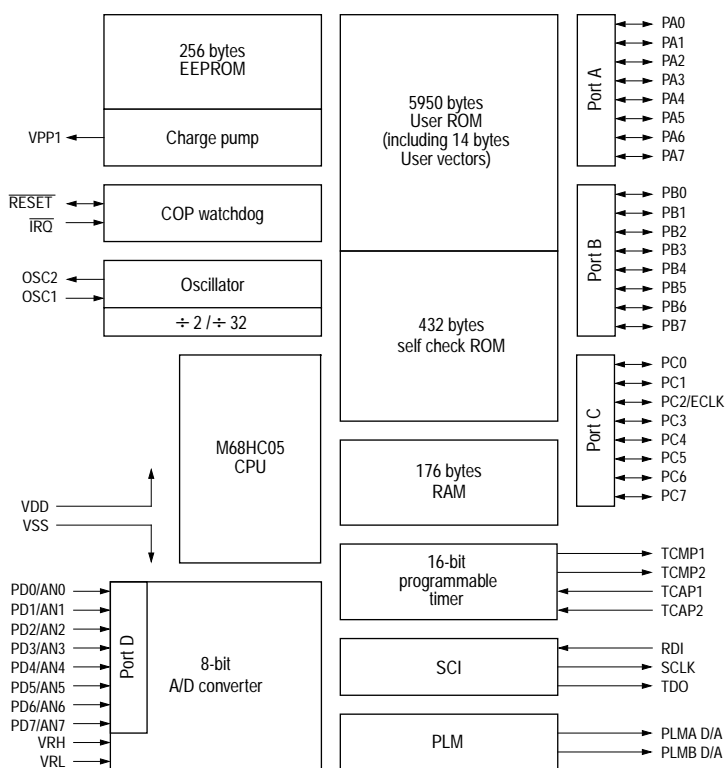 256 bytes
EEPROM
Charge pump
VPP1
RESET
IRQ
COP watchdog
OSC2
OSC1
Oscillator
÷ 2 / ÷ 32
M68HC05
CPU
VDD
VSS
PD0/AN0
PD1/AN1
PD2/AN2
PD3/AN3
PD4/AN4
PD5/AN5
PD6/AN6
PD7/AN7
VRH
VRL
Port D
8-bit
A/D converter
5950 bytes
User ROM
(including 14 bytes
User vectors)
432 bytes
self check ROM
176 bytes
RAM
16-bit
programmable
timer
SCI
PLM
Port A
PA0
PA1
PA2
PA3
PA4
PA5
PA6
PA7
Port B
PB0
PB1
PB2
PB3
PB4
PB5
PB6
PB7
Port C
PC0
PC1
PC2/ECLK
PC3
PC4
PC5
PC6
PC7
TCMP1
TCMP2
TCAP1
TCAP2
RDI
SCLK
TDO
PLMA D/A
PLMB D/A